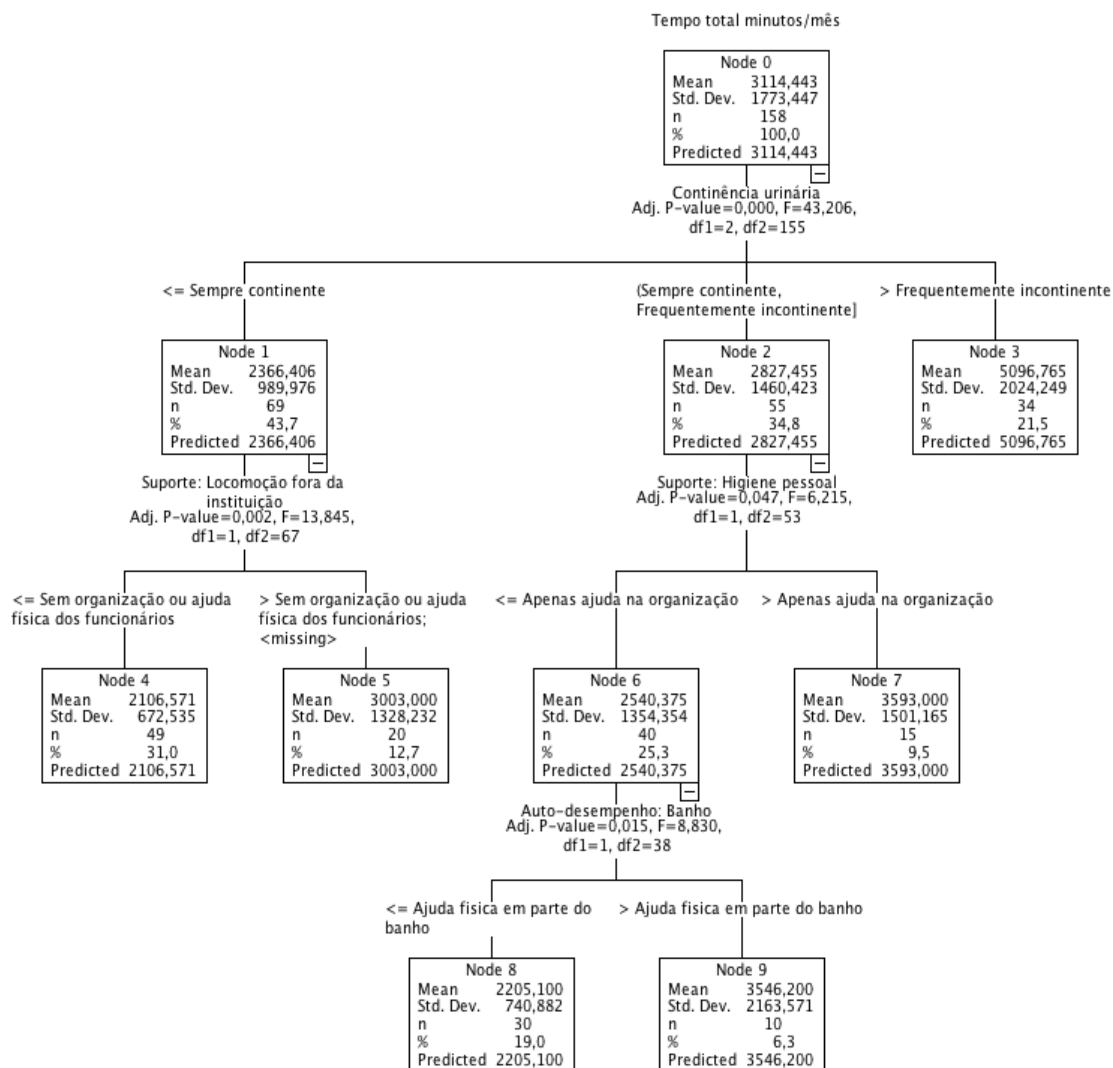 Tempo total minutos/mês
Node 0
Mean 3114,443
Std. Dev. 1773,447
n 158
% 100,0
Predicted 3114,443
Continência urinária
Adj. P-value=0,000, F=43,206,
df1=2, df2=155
<= Sempre continente
(Sempre continente,
Frequentemente incontinente]
> Frequentemente incontinente
Node 1
Mean 2366,406
Std. Dev. 989,976
n 69
% 43,7
Predicted 2366,406
Node 2
Mean 2827,455
Std. Dev. 1460,423
n 55
% 34,8
Predicted 2827,455
Node 3
Mean 5096,765
Std. Dev. 2024,249
n 34
% 21,5
Predicted 5096,765
Suporte: Locomoção fora da
instituição
Adj. P-value=0,002, F=13,845,
df1=1, df2=67
Suporte: Higiene pessoal
Adj. P-value=0,047, F=6,215,
df1=1, df2=53
<= Sem organização ou ajuda
física dos funcionários
> Sem organização ou ajuda
física dos funcionários;
<missing>
<= Apenas ajuda na organização
> Apenas ajuda na organização
Node 4
Mean 2106,571
Std. Dev. 672,535
n 49
% 31,0
Predicted 2106,571
Node 5
Mean 3003,000
Std. Dev. 1328,232
n 20
% 12,7
Predicted 3003,000
Node 6
Mean 2540,375
Std. Dev. 1354,354
n 40
% 25,3
Predicted 2540,375
Node 7
Mean 3593,000
Std. Dev. 1501,165
n 15
% 9,5
Predicted 3593,000
Auto-desempenho: Banho
Adj. P-value=0,015, F=8,830,
df1=1, df2=38
<= Ajuda fisica em parte do
banho
> Ajuda fisica em parte do banho
Node 8
Mean 2205,100
Std. Dev. 740,882
n 30
% 19,0
Predicted 2205,100
Node 9
Mean 3546,200
Std. Dev. 2163,571
n 10
% 6,3
Predicted 3546,200